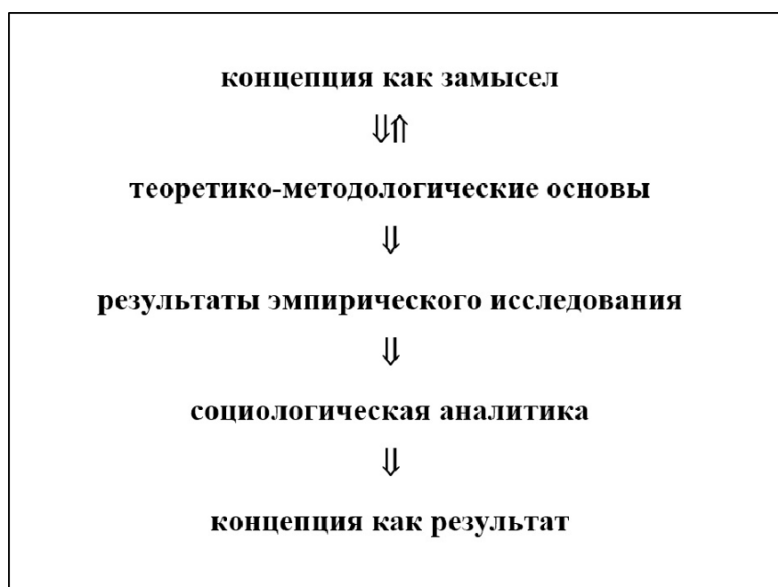 концепция как замысел
⇓⇑
теоретико-методологические основы
⇓
результаты эмпирического исследования
⇓
социологическая аналитика
⇓
концепция как результат